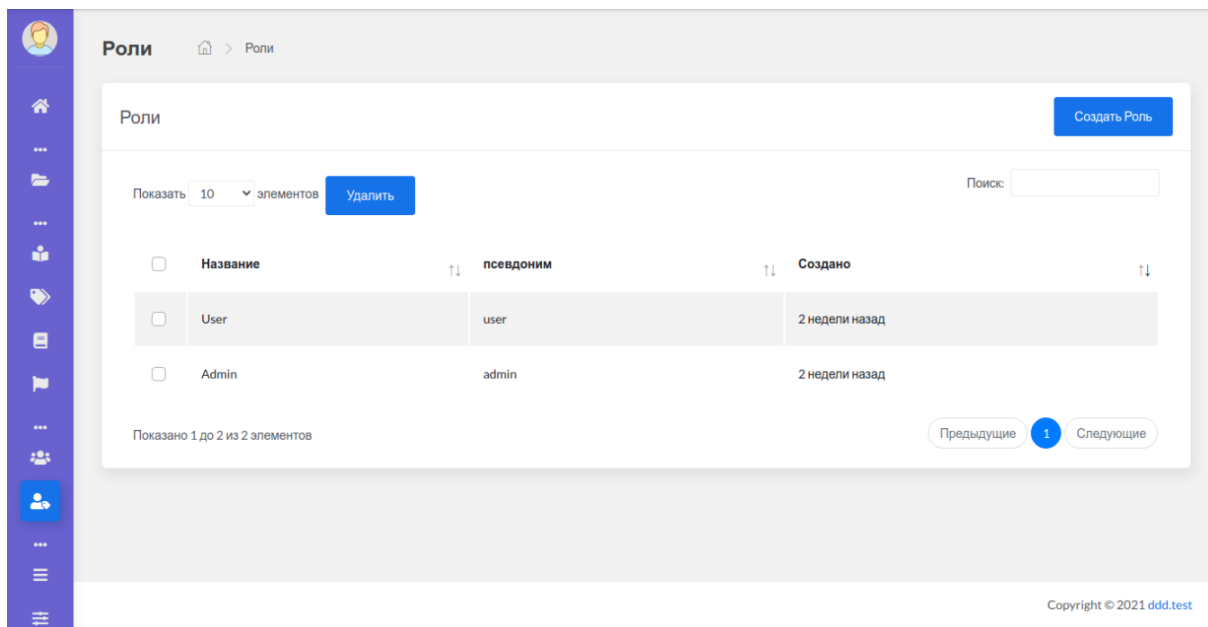 Роли Роли
Роли Создать Роль
Показать 10 элементов Удалить Поиск:
Название псевдоним Создано
User user 2 недели назад
Admin admin 2 недели назад
Показано 1 до 2 из 2 элементов Предыдущие 1 Следующие
Copyright © 2021 ddd.test